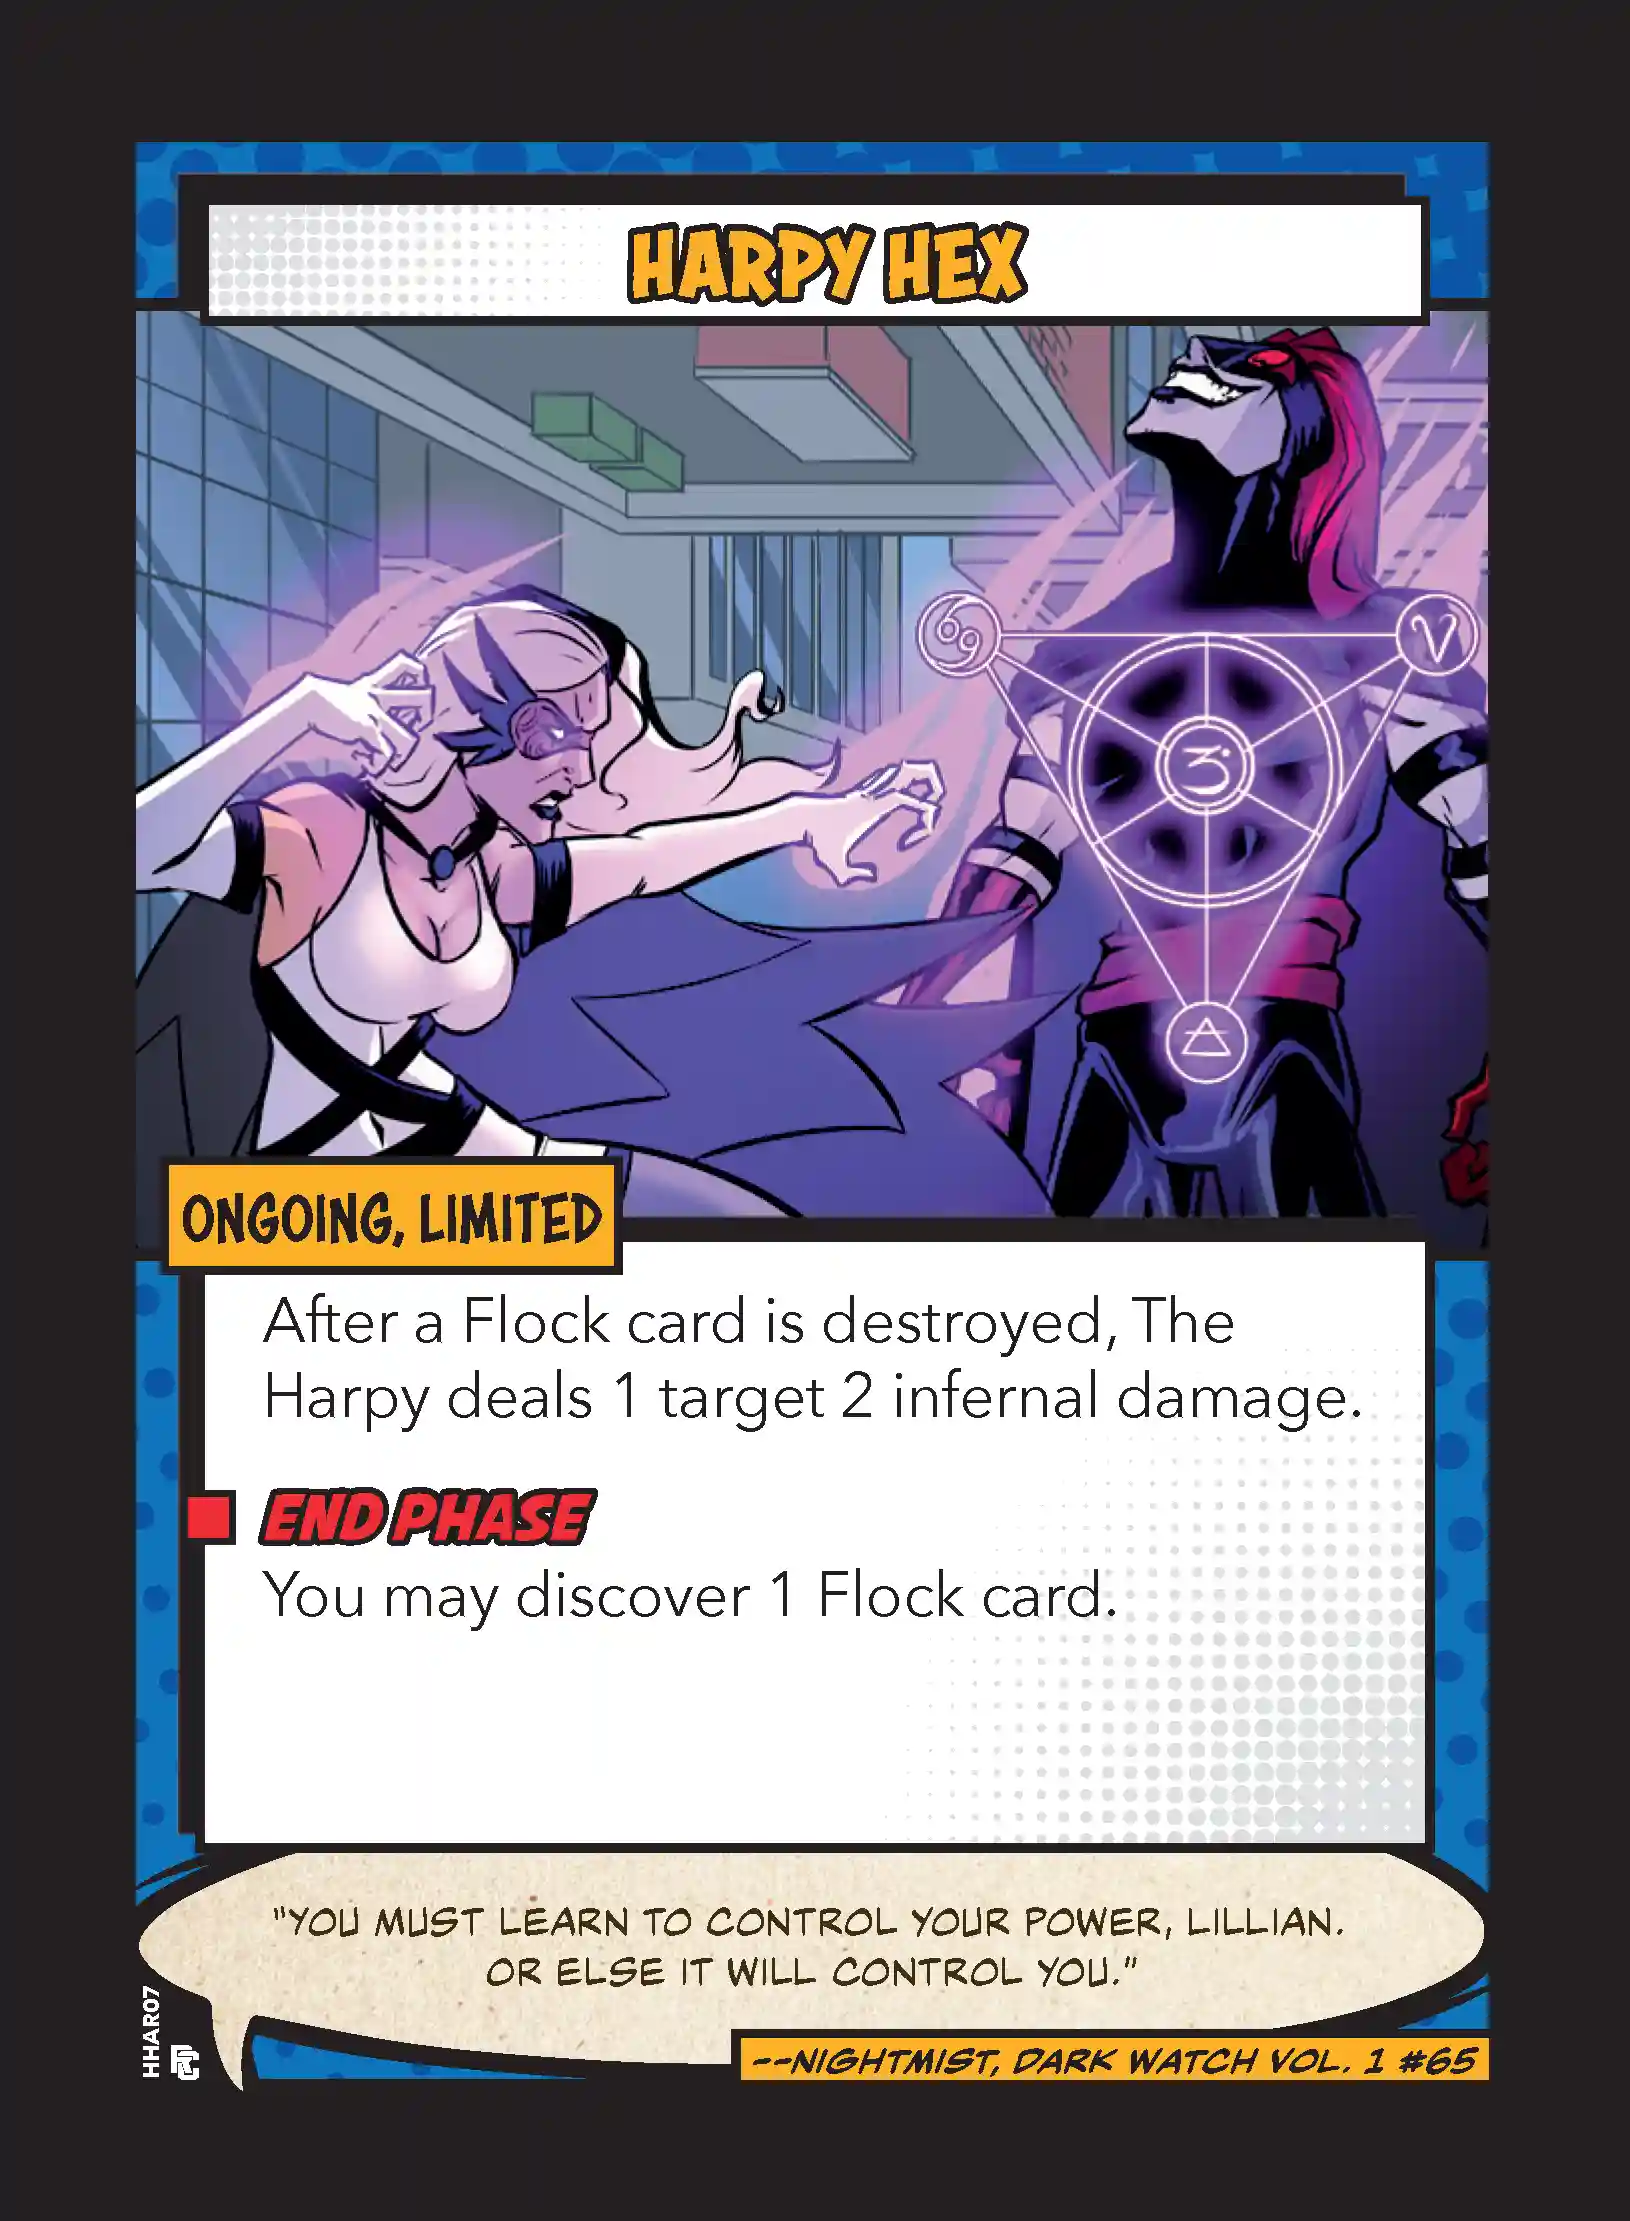 HARPY HEX
69
V
3
ONGOING, LIMITED
After a Flock card is destroyed, The
Harpy deals 1 target 2 infernal damage.
END PHASE
You may discover 1 Flock card.
"YOU MUST LEARN TO CONTROL YOUR POWER, LILLIAN.
OR ELSE IT WILL CONTROL YOU."
--NIGHTMIST, DARK WATCH VOL. 1 #65
HHAR07